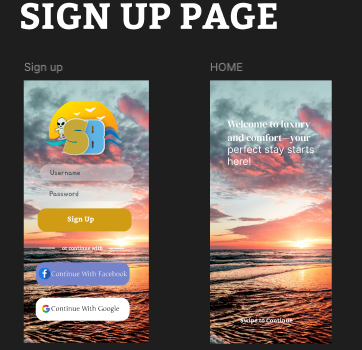 SIGN UP PAGE
Sign up
HOME
SB
Username
Password
Sign Up
or continue with
Continue With Facebook
Continue With Google
Welcome to luxury
and comfort—your
perfect stay starts
here!
Swipe to Continue